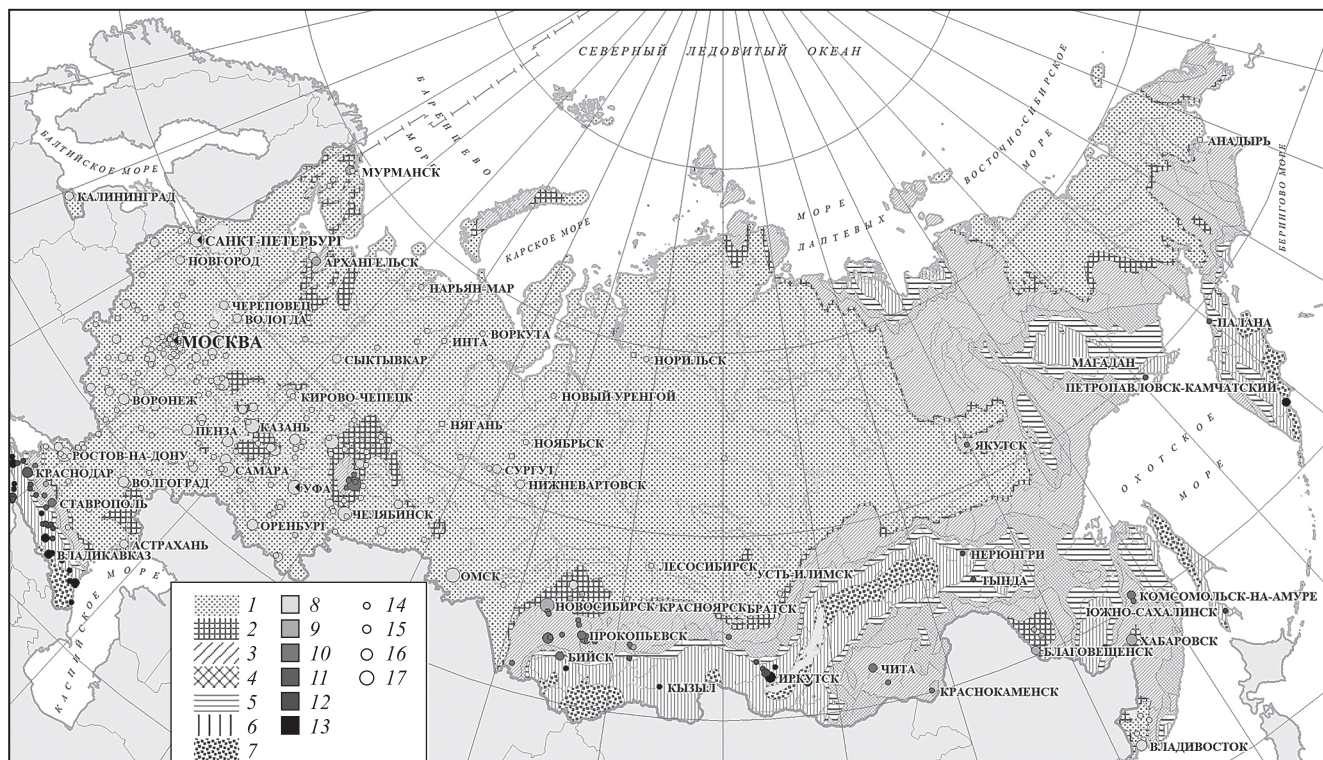 СЕВЕРНЫЙ ЛЕДОВИТЫЙ ОКЕАН
БАРЕНЦЕВО МОРЕ
ВОСТОЧНО-СИБИРСКОЕ МОРЕ
БАЛТИЙСКОЕ МОРЕ
АНАДЫРЬ
МУРМАНСК
КАЛИНИНГРАД
БЕРИНГОВО МОРЕ
МОРЕ ЛАПТЕВЫХ
КАРСКОЕ МОРЕ
САНКТ-ПЕТЕРБУРГ
НОВГОРОД
АРХАНГЕЛЬСК
НАРЬЯН-МАР
ЧЕРЕПОВЕЦ
ВОЛОГДА
ПАЛАНА
МОСКВА
ИНТА
ВОРКУТА
СЫКТЫВКАР
НОРИЛЬСК
МАГАДАН
ПЕТРОПАВЛОВСК-КАМЧАТСКИЙ
ВОРОНЕЖ
КИРОВО-ЧЕПЕЦК
НОВЫЙ УРЕНГОЙ
ПЕНЗА
КАЗАНЬ
НЯГАНЬ
НОЯБРЬСК
ЯКУТСК
РОСТОВ-НА-ДОНУ
ОХОТСКОЕ МОРЕ
КРАСНОДАР
САМАРА
СУРГУТ
ВОЛГОГРАД
УФА
НИЖНЕВАРТОВСК
СТАВРОПОЛЬ
ЧЕЛЯБИНСК
ОРЕНБУРГ
АСТРАХАНЬ
ВЛАДИКАВКАЗ
НЕРЮНГРИ
КАСПИЙСКОЕ МОРЕ
ОМСК
ЛЕСОСИБИРСК
УСТЬ-ИЛИМСК
ТЫНДА
КОМСОМОЛЬСК-НА-АМУРЕ
НОВОСИБИРСК
КРАСНОЯРСК
БРАТСК
ЮЖНО-САХАЛИНСК
ПРОКОПЬЕВСК
ХАБАРОВСК
БЛАГОВЕЩЕНСК
БИЙСК
ЧИТА
ИРКУТСК
КЫЗЫЛ
КРАСНОКАМЕНСК
ВЛАДИВОСТОК
1 8 14
2 9 15
3 10 16
4 11 17
5 12
6 13
7